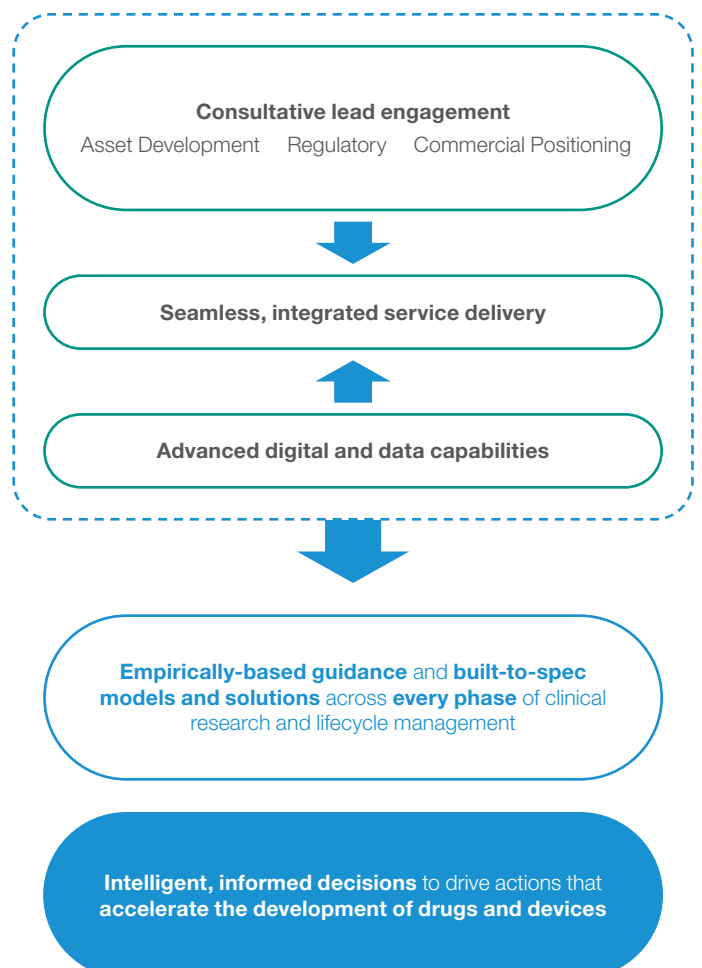 Consultative lead engagement
Asset Development Regulatory Commercial Positioning
Seamless, integrated service delivery
Advanced digital and data capabilities
Empirically-based guidance and built-to-spec
models and solutions across every phase of clinical
research and lifecycle management
Intelligent, informed decisions to drive actions that
accelerate the development of drugs and devices